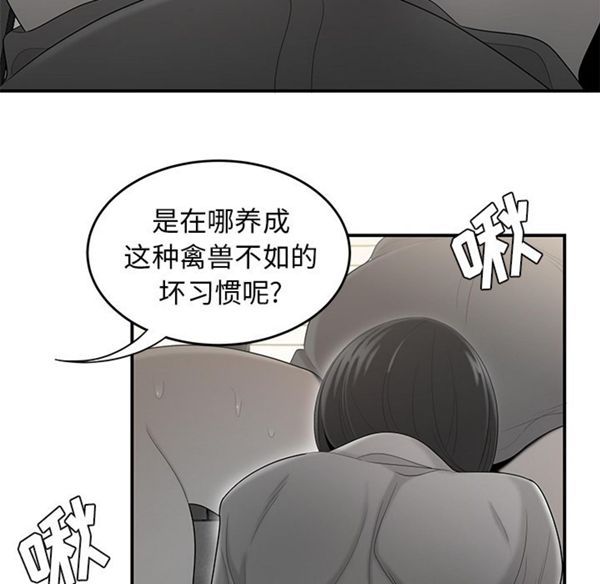 是在哪养成
这种禽兽不如的
坏习惯呢?
啾
啾